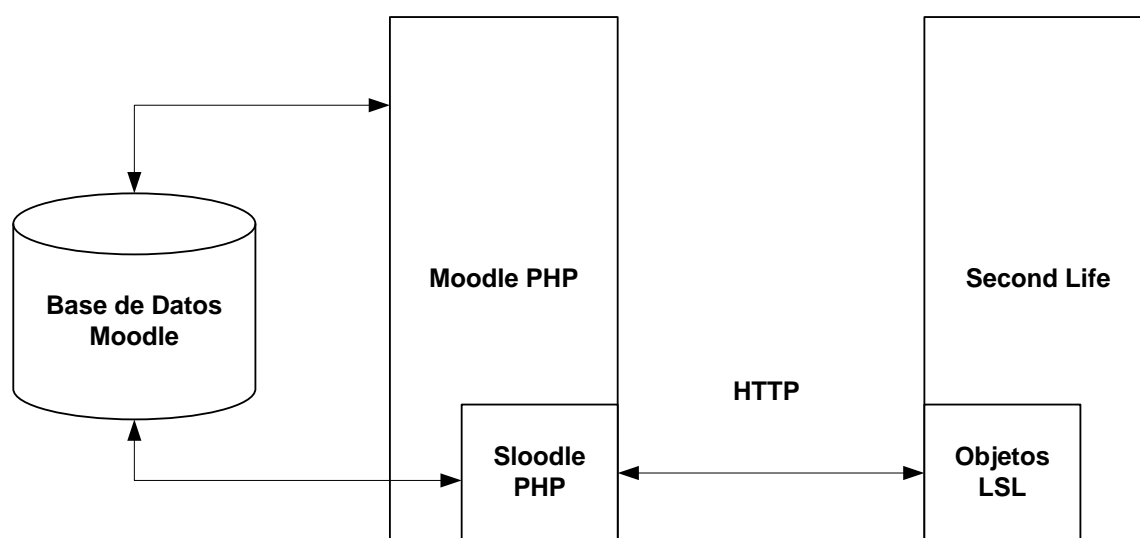 Base de Datos
Moodle
Moodle PHP
Sloodle
PHP
HTTP
Second Life
Objetos
LSL